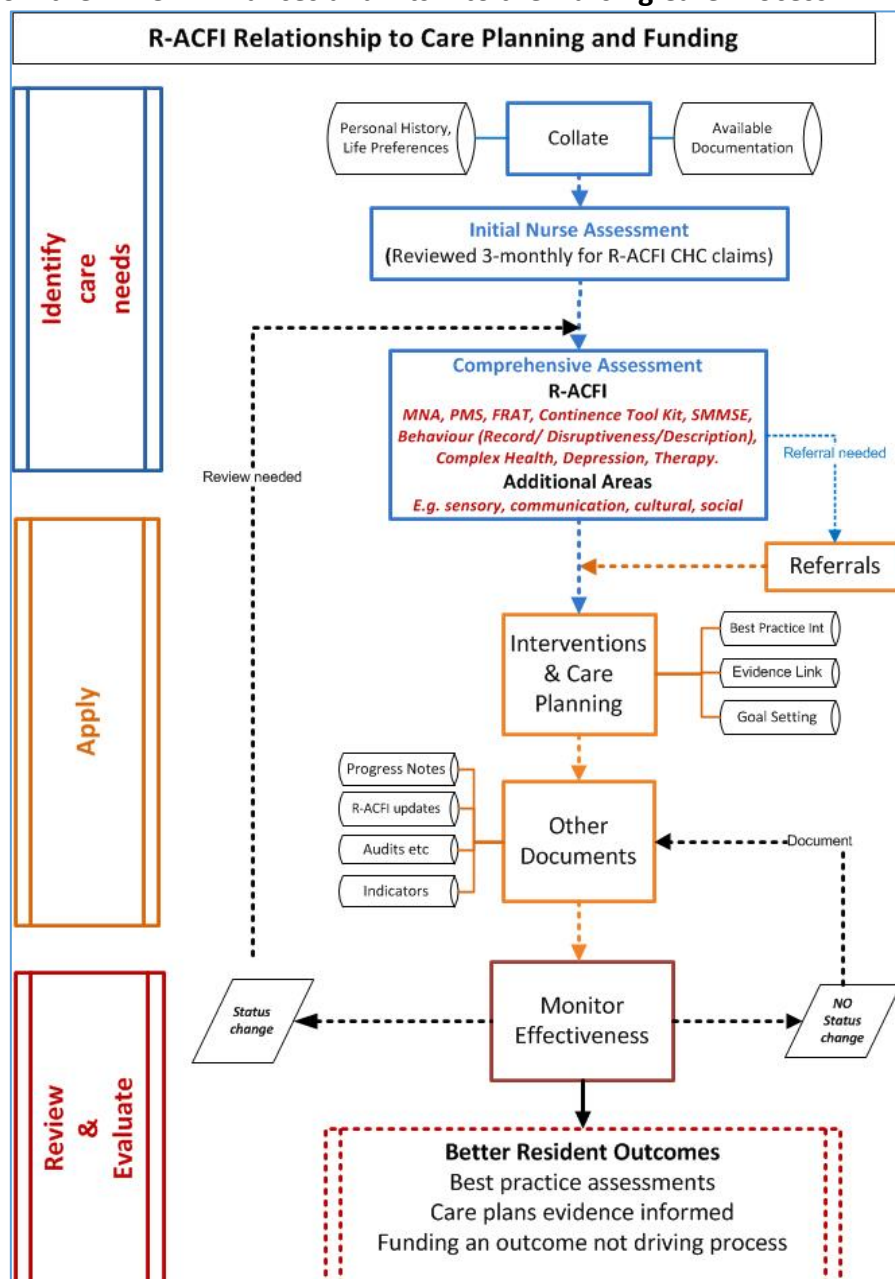 R-ACFI Relationship to Care Planning and Funding
Identify
care
needs
Personal History,
Life Preferences
Collate
Available
Documentation
Initial Nurse Assessment
(Reviewed 3-monthly for R-ACFI CHC claims)
Comprehensive Assessment
R-ACFI
MNA, PMS, FRAT, Continence Tool Kit, SMMSE,
Behaviour (Record/ Disruptiveness/Description),
Complex Health, Depression, Therapy.
Additional Areas
E.g. sensory, communication, cultural, social
Referral needed
Review needed
Apply
Referrals
Interventions
& Care
Planning
Best Practice Int
Evidence Link
Goal Setting
Progress Notes
R-ACFI updates
Audits etc
Indicators
Other
Documents
Document
Review
&
Evaluate
Status
change
Monitor
Effectiveness
NO
Status
change
Better Resident Outcomes
Best practice assessments
Care plans evidence informed
Funding an outcome not driving process